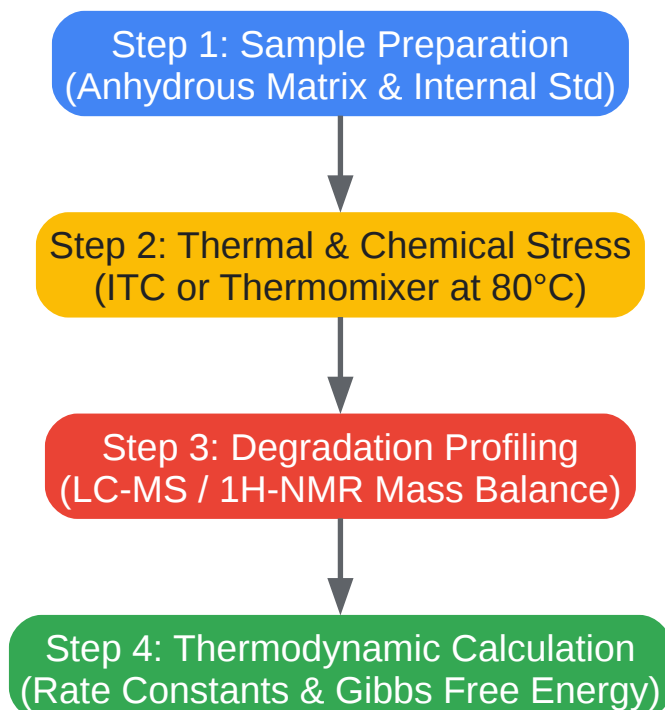 Step 1: Sample Preparation
(Anhydrous Matrix & Internal Std)
Step 2: Thermal & Chemical Stress
(ITC or Thermomixer at 80°C)
Step 3: Degradation Profiling
(LC-MS / 1H-NMR Mass Balance)
Step 4: Thermodynamic Calculation
(Rate Constants & Gibbs Free Energy)